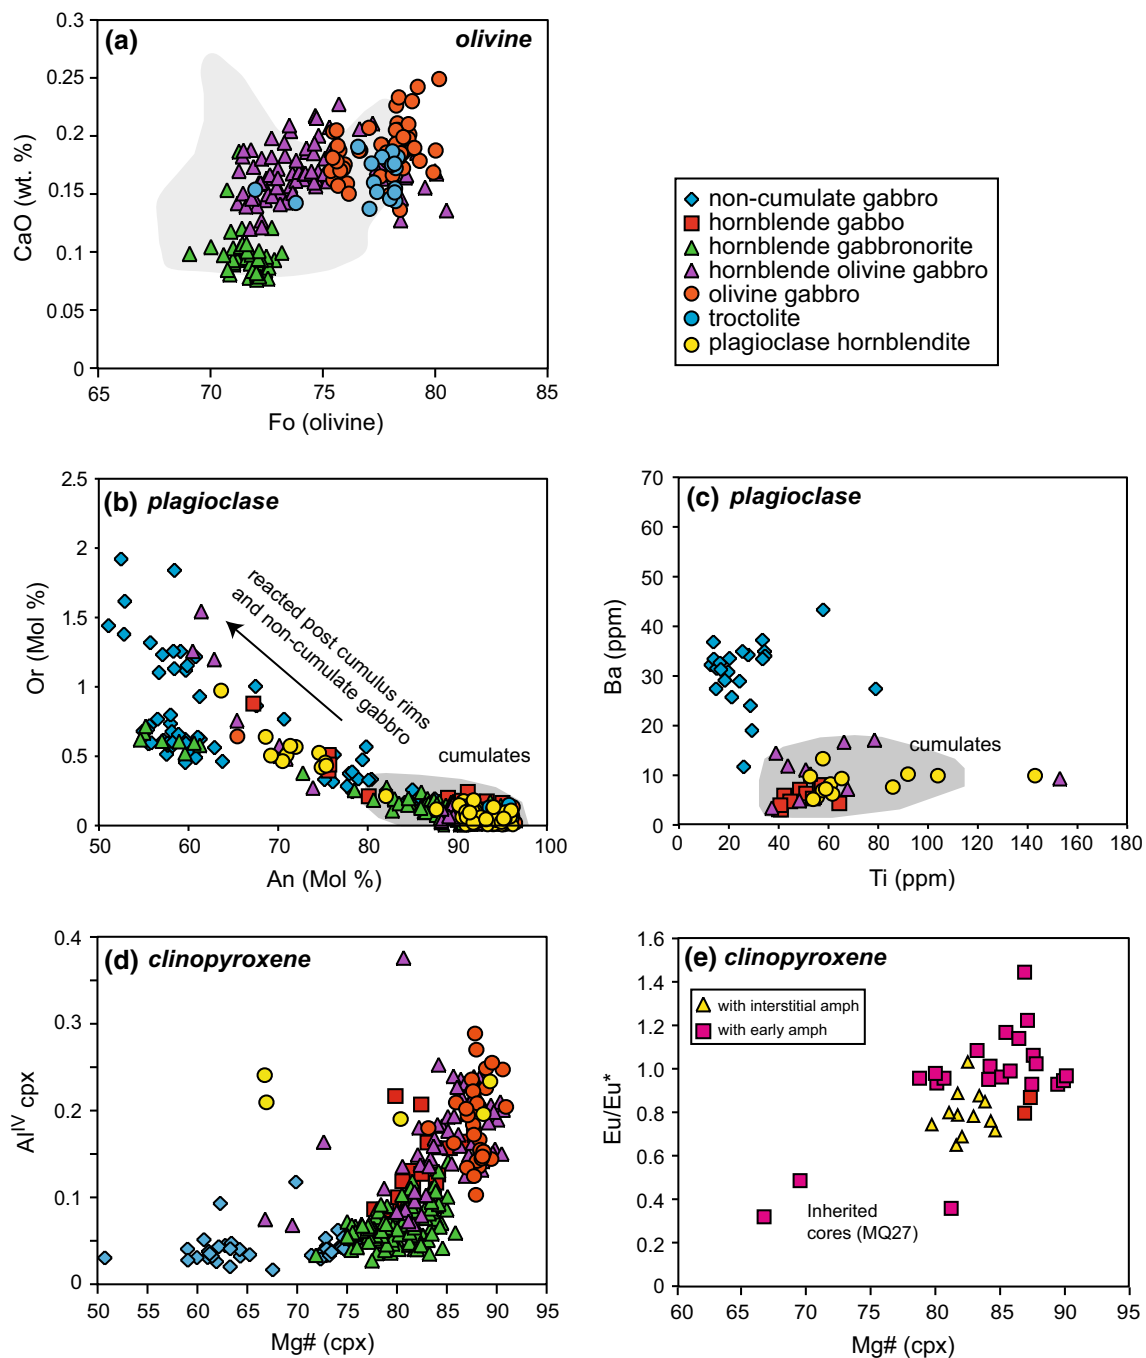 (a) olivine
0.3
0.25
0.2
0.15
0.1
0.05
0
CaO (wt. %)
65 70 75 80 85
Fo (olivine)
non-cumulate gabbro
hornblende gabbo
hornblende gabbronorite
hornblende olivine gabbro
olivine gabbro
troctolite
plagioclase hornblendite
(b) plagioclase
2.5
2
1.5
1
0.5
0
Or (Mol %)
reacted post cumulus rims
and non-cumulate gabbro
cumulates
50 60 70 80 90 100
An (Mol %)
(c) plagioclase
70
60
50
40
30
20
10
0
Ba (ppm)
cumulates
0 20 40 60 80 100 120 140 160 180
Ti (ppm)
(d) clinopyroxene
0.4
0.3
0.2
0.1
0
Al^IV cpx
50 55 60 65 70 75 80 85 90 95
Mg# (cpx)
(e) clinopyroxene
1.6
1.4
1.2
1.0
0.8
0.6
0.4
0.2
0
Eu/Eu*
with interstitial amph
with early amph
Inherited
cores (MQ27)
60 65 70 75 80 85 90 95
Mg# (cpx)